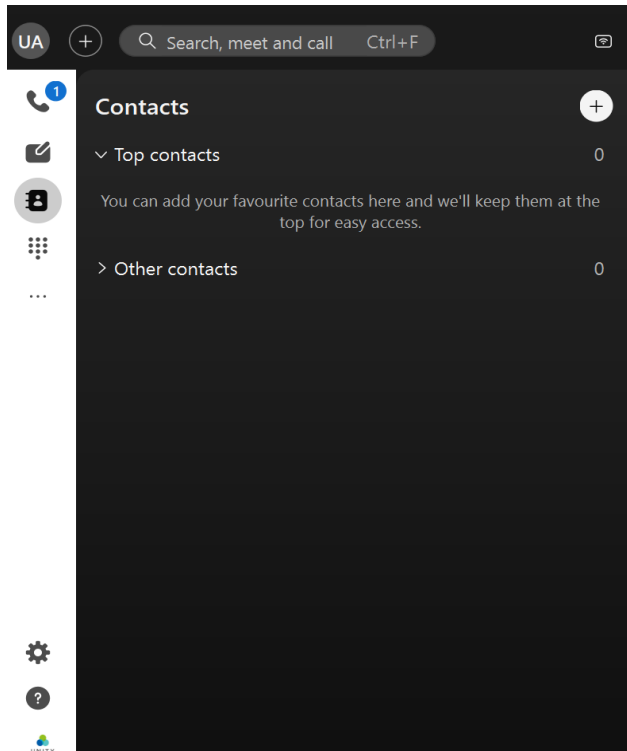 UA
Search, meet and call Ctrl+F
1
Contacts
Top contacts 0
You can add your favourite contacts here and we'll keep them at the
top for easy access.
Other contacts 0